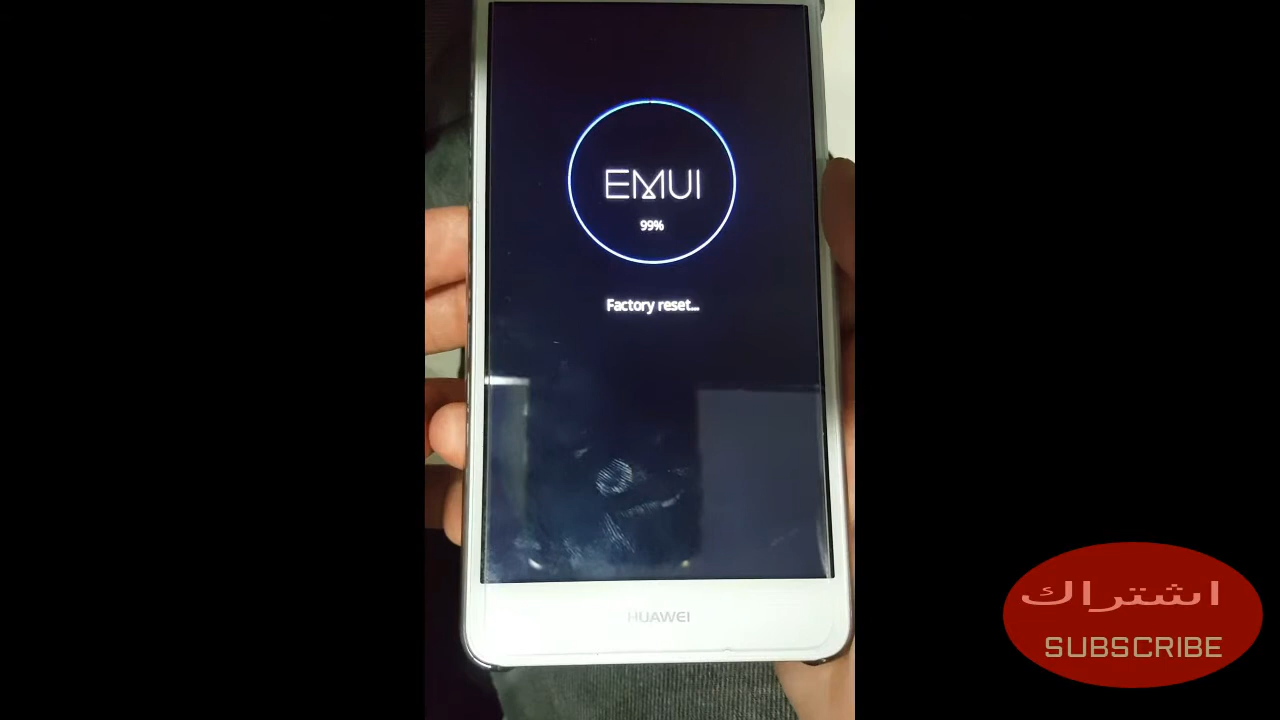 EMUI
99%
Factory reset...
HUAWEI
اشتراك
SUBSCRIBE